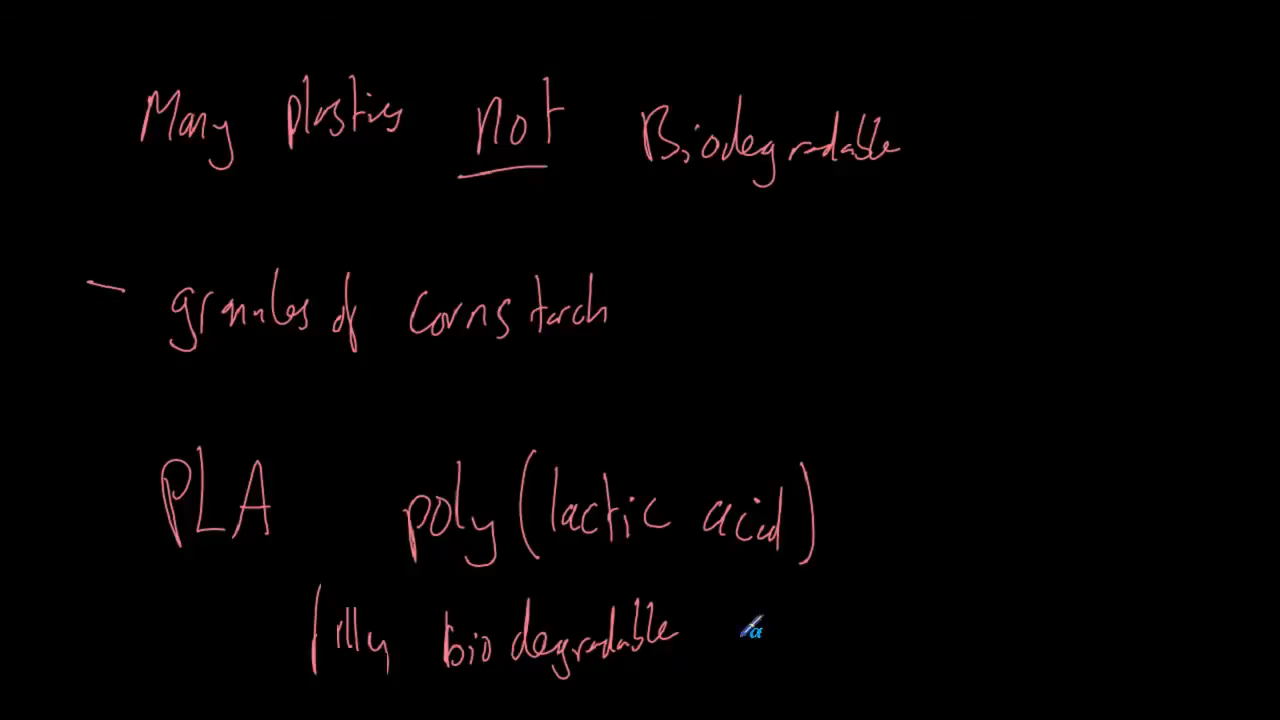 Many plastics not Biodegradable
- granules of cornstarch
PLA poly(lactic acid)
fully biodegradable